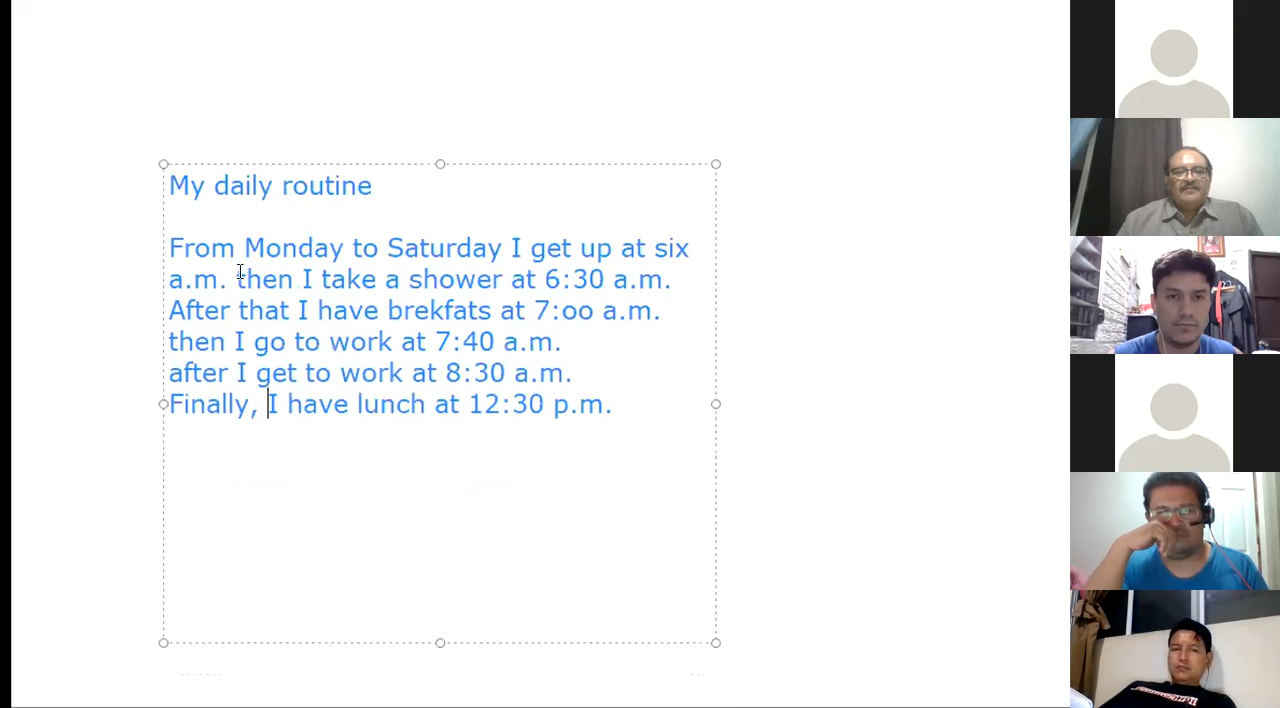 My daily routine
From Monday to Saturday I get up at six
a.m. then I take a shower at 6:30 a.m.
After that I have brekfats at 7:oo a.m.
then I go to work at 7:40 a.m.
after I get to work at 8:30 a.m.
Finally, I have lunch at 12:30 p.m.